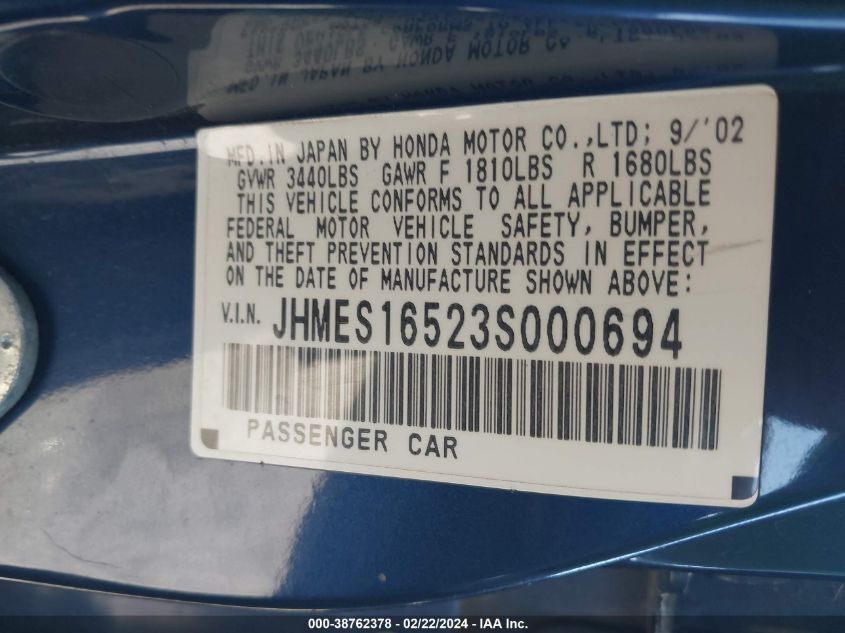 MFD.IN JAPAN BY HONDA MOTOR CO.,LTD; 9/'02
GVWR 3440LBS GAWR F 1810LBS R 1680LBS
THIS VEHICLE CONFORMS TO ALL APPLICABLE
FEDERAL MOTOR VEHICLE SAFETY, BUMPER,
AND THEFT PREVENTION STANDARDS IN EFFECT
ON THE DATE OF MANUFACTURE SHOWN ABOVE:
V.I.N. JHMES16523S000694
PASSENGER CAR
000-38762378 - 02/22/2024 - IAA Inc.